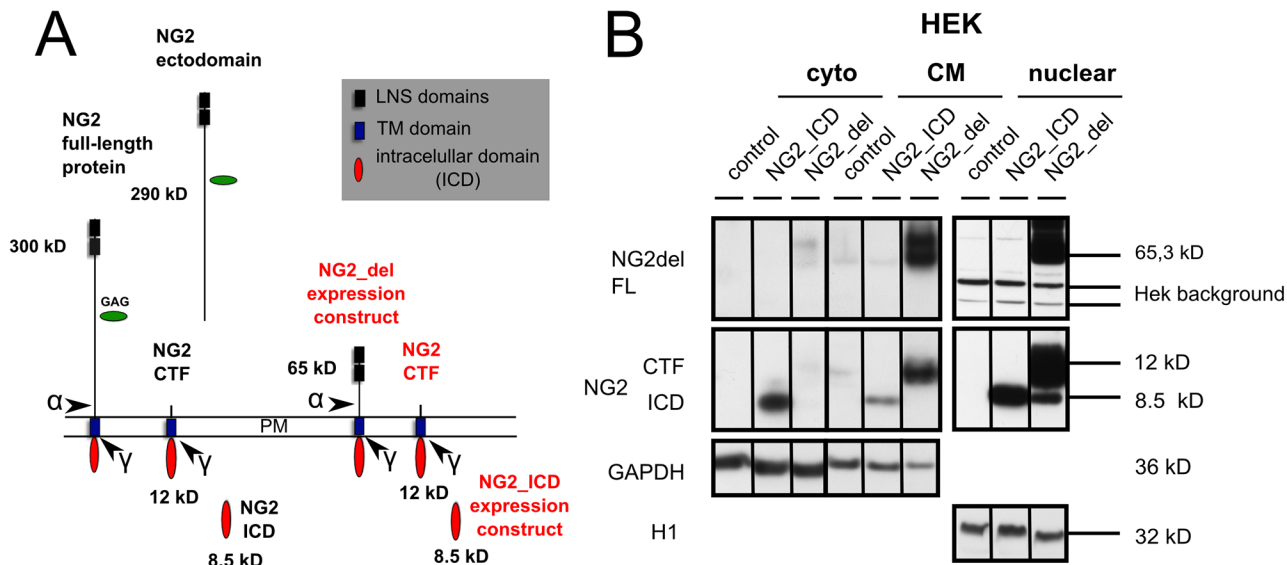 A
NG2
ectodomain
NG2
full-length
protein
290 kD
300 kD
GAG
LNS domains
TM domain
intracelullar domain
(ICD)
NG2_del
expression
construct
NG2
CTF
65 kD
NG2
CTF
α
α
PM
γ
γ
γ
γ
12 kD
12 kD
NG2
ICD
8.5 kD
NG2_ICD
expression
construct
8.5 kD
B
HEK
cyto
CM
nuclear
control
NG2_ICD
NG2_del
control
NG2_ICD
NG2_del
control
NG2_ICD
NG2_del
NG2del
FL
65,3 kD
Hek background
CTF
NG2
ICD
12 kD
8.5 kD
GAPDH
36 kD
H1
32 kD